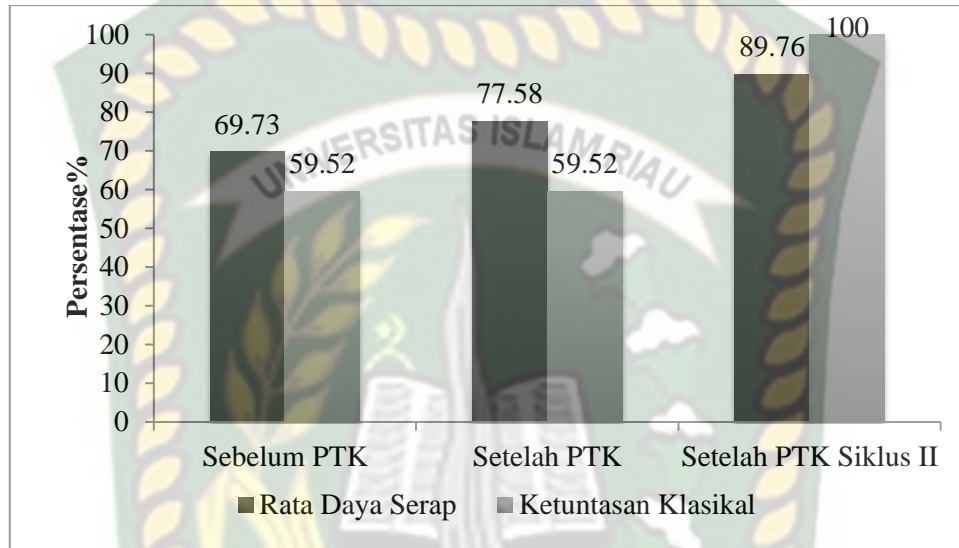 Persentase%
100
90
80
70
60
50
40
30
20
10
0
69.73
59.52
77.58
59.52
89.76
100
UNIVERSITAS ISLAM RIAU
Sebelum PTK
Setelah PTK
Setelah PTK Siklus II
Rata Daya Serap
Ketuntasan Klasikal